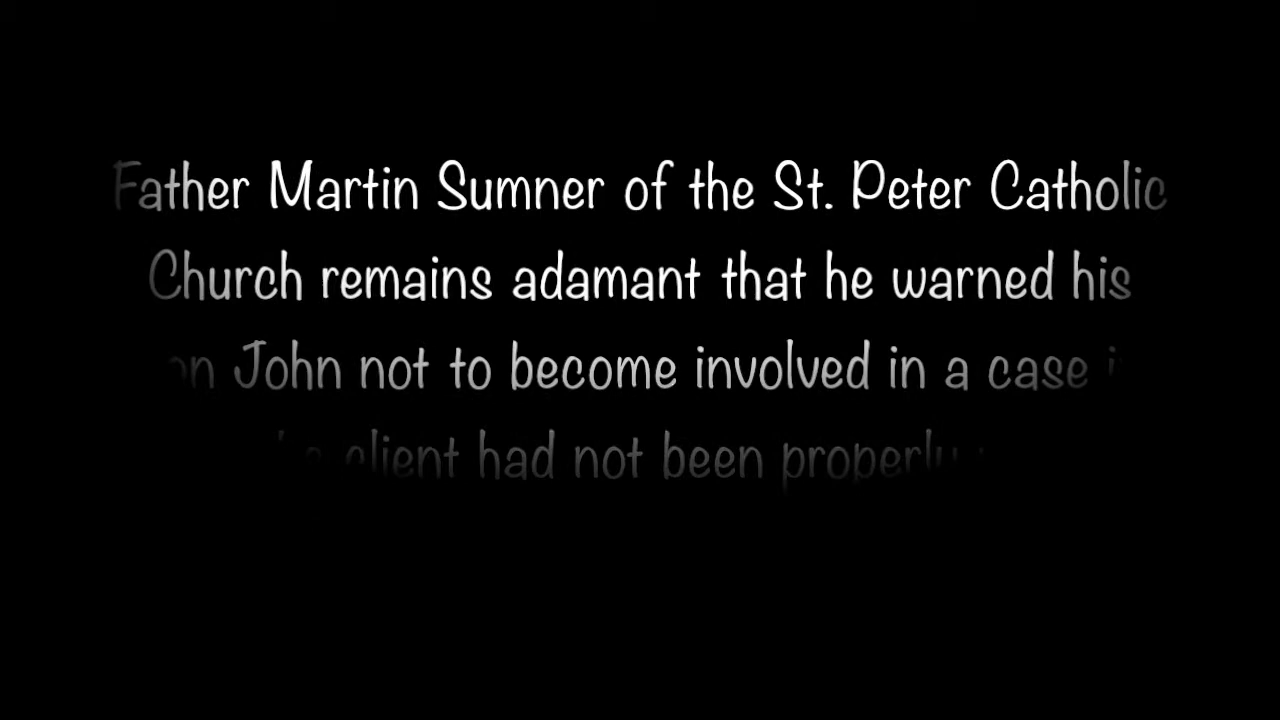 Father Martin Sumner of the St. Peter Catholic
Church remains adamant that he warned his
John not to become involved in a case
client had not been properly